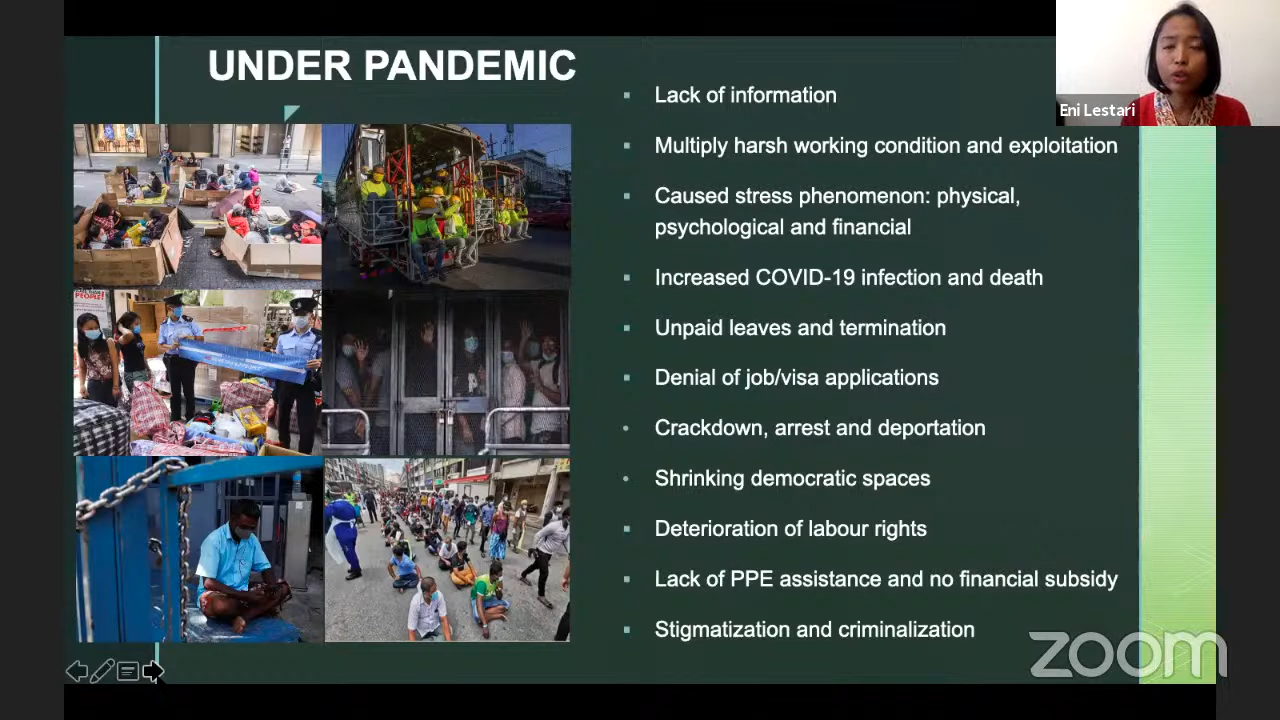 UNDER PANDEMIC
Lack of information
Multiply harsh working condition and exploitation
Caused stress phenomenon: physical,
psychological and financial
Increased COVID-19 infection and death
Unpaid leaves and termination
Denial of job/visa applications
Crackdown, arrest and deportation
Shrinking democratic spaces
Deterioration of labour rights
Lack of PPE assistance and no financial subsidy
Stigmatization and criminalization
Eni Lestari
PEOPLE!
zoom